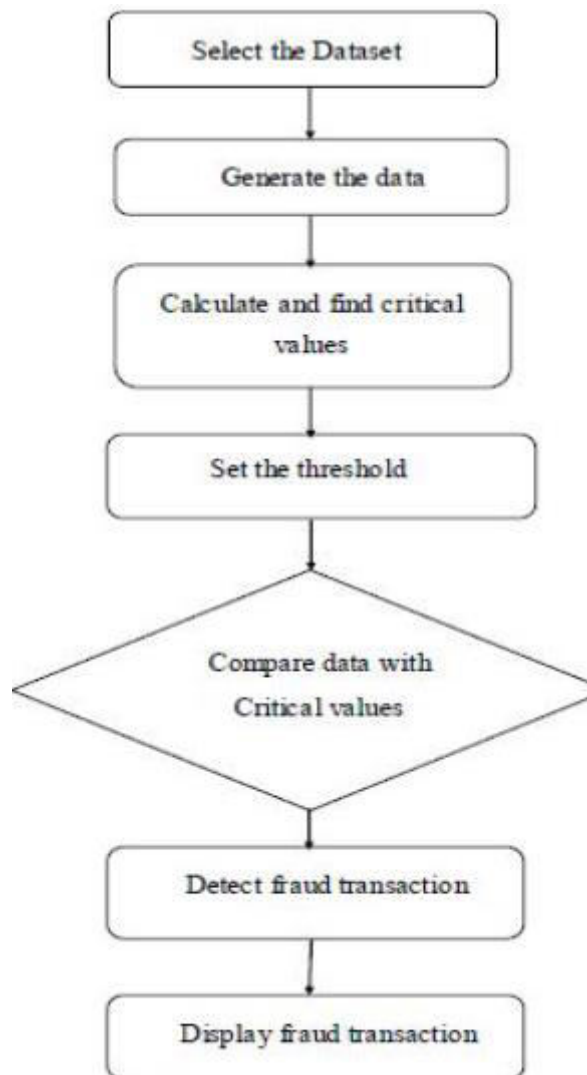 Select the Dataset
Generate the data
Calculate and find critical
values
Set the threshold
Compare data with
Critical values
Detect fraud transaction
Display fraud transaction